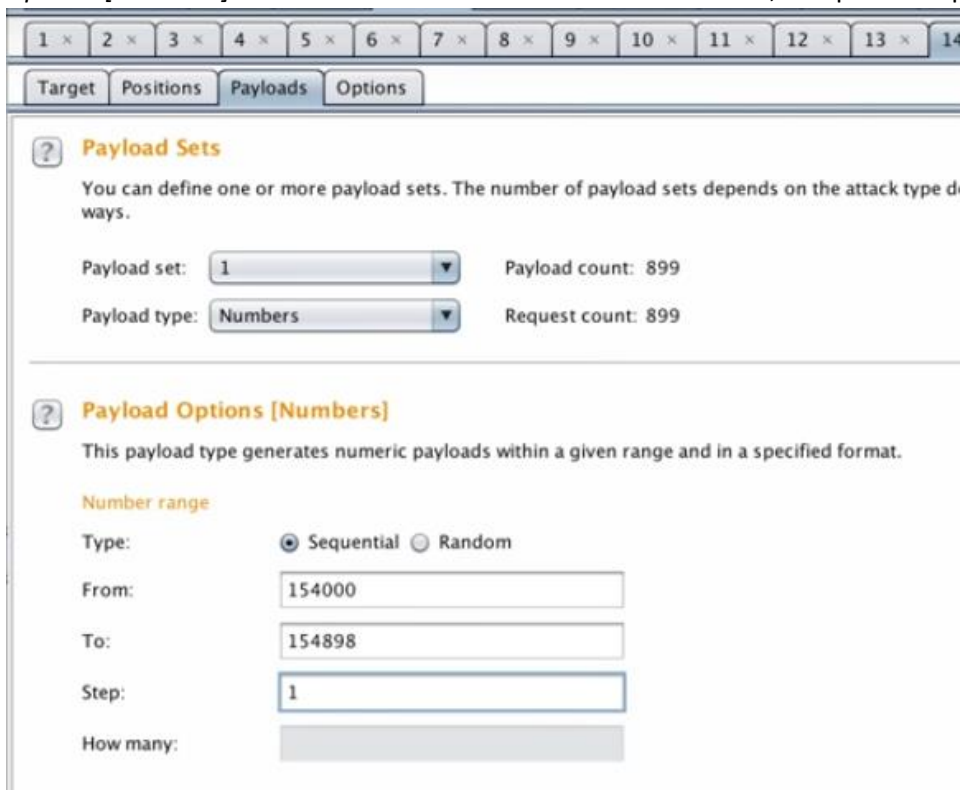 1 × 2 × 3 × 4 × 5 × 6 × 7 × 8 × 9 × 10 × 11 × 12 × 13 × 14
Target Positions Payloads Options
? Payload Sets
You can define one or more payload sets. The number of payload sets depends on the attack type
ways.
Payload set: 1 Payload count: 899
Payload type: Numbers Request count: 899
? Payload Options [Numbers]
This payload type generates numeric payloads within a given range and in a specified format.
Number range
Type: Sequential Random
From: 154000
To: 154898
Step: 1
How many: